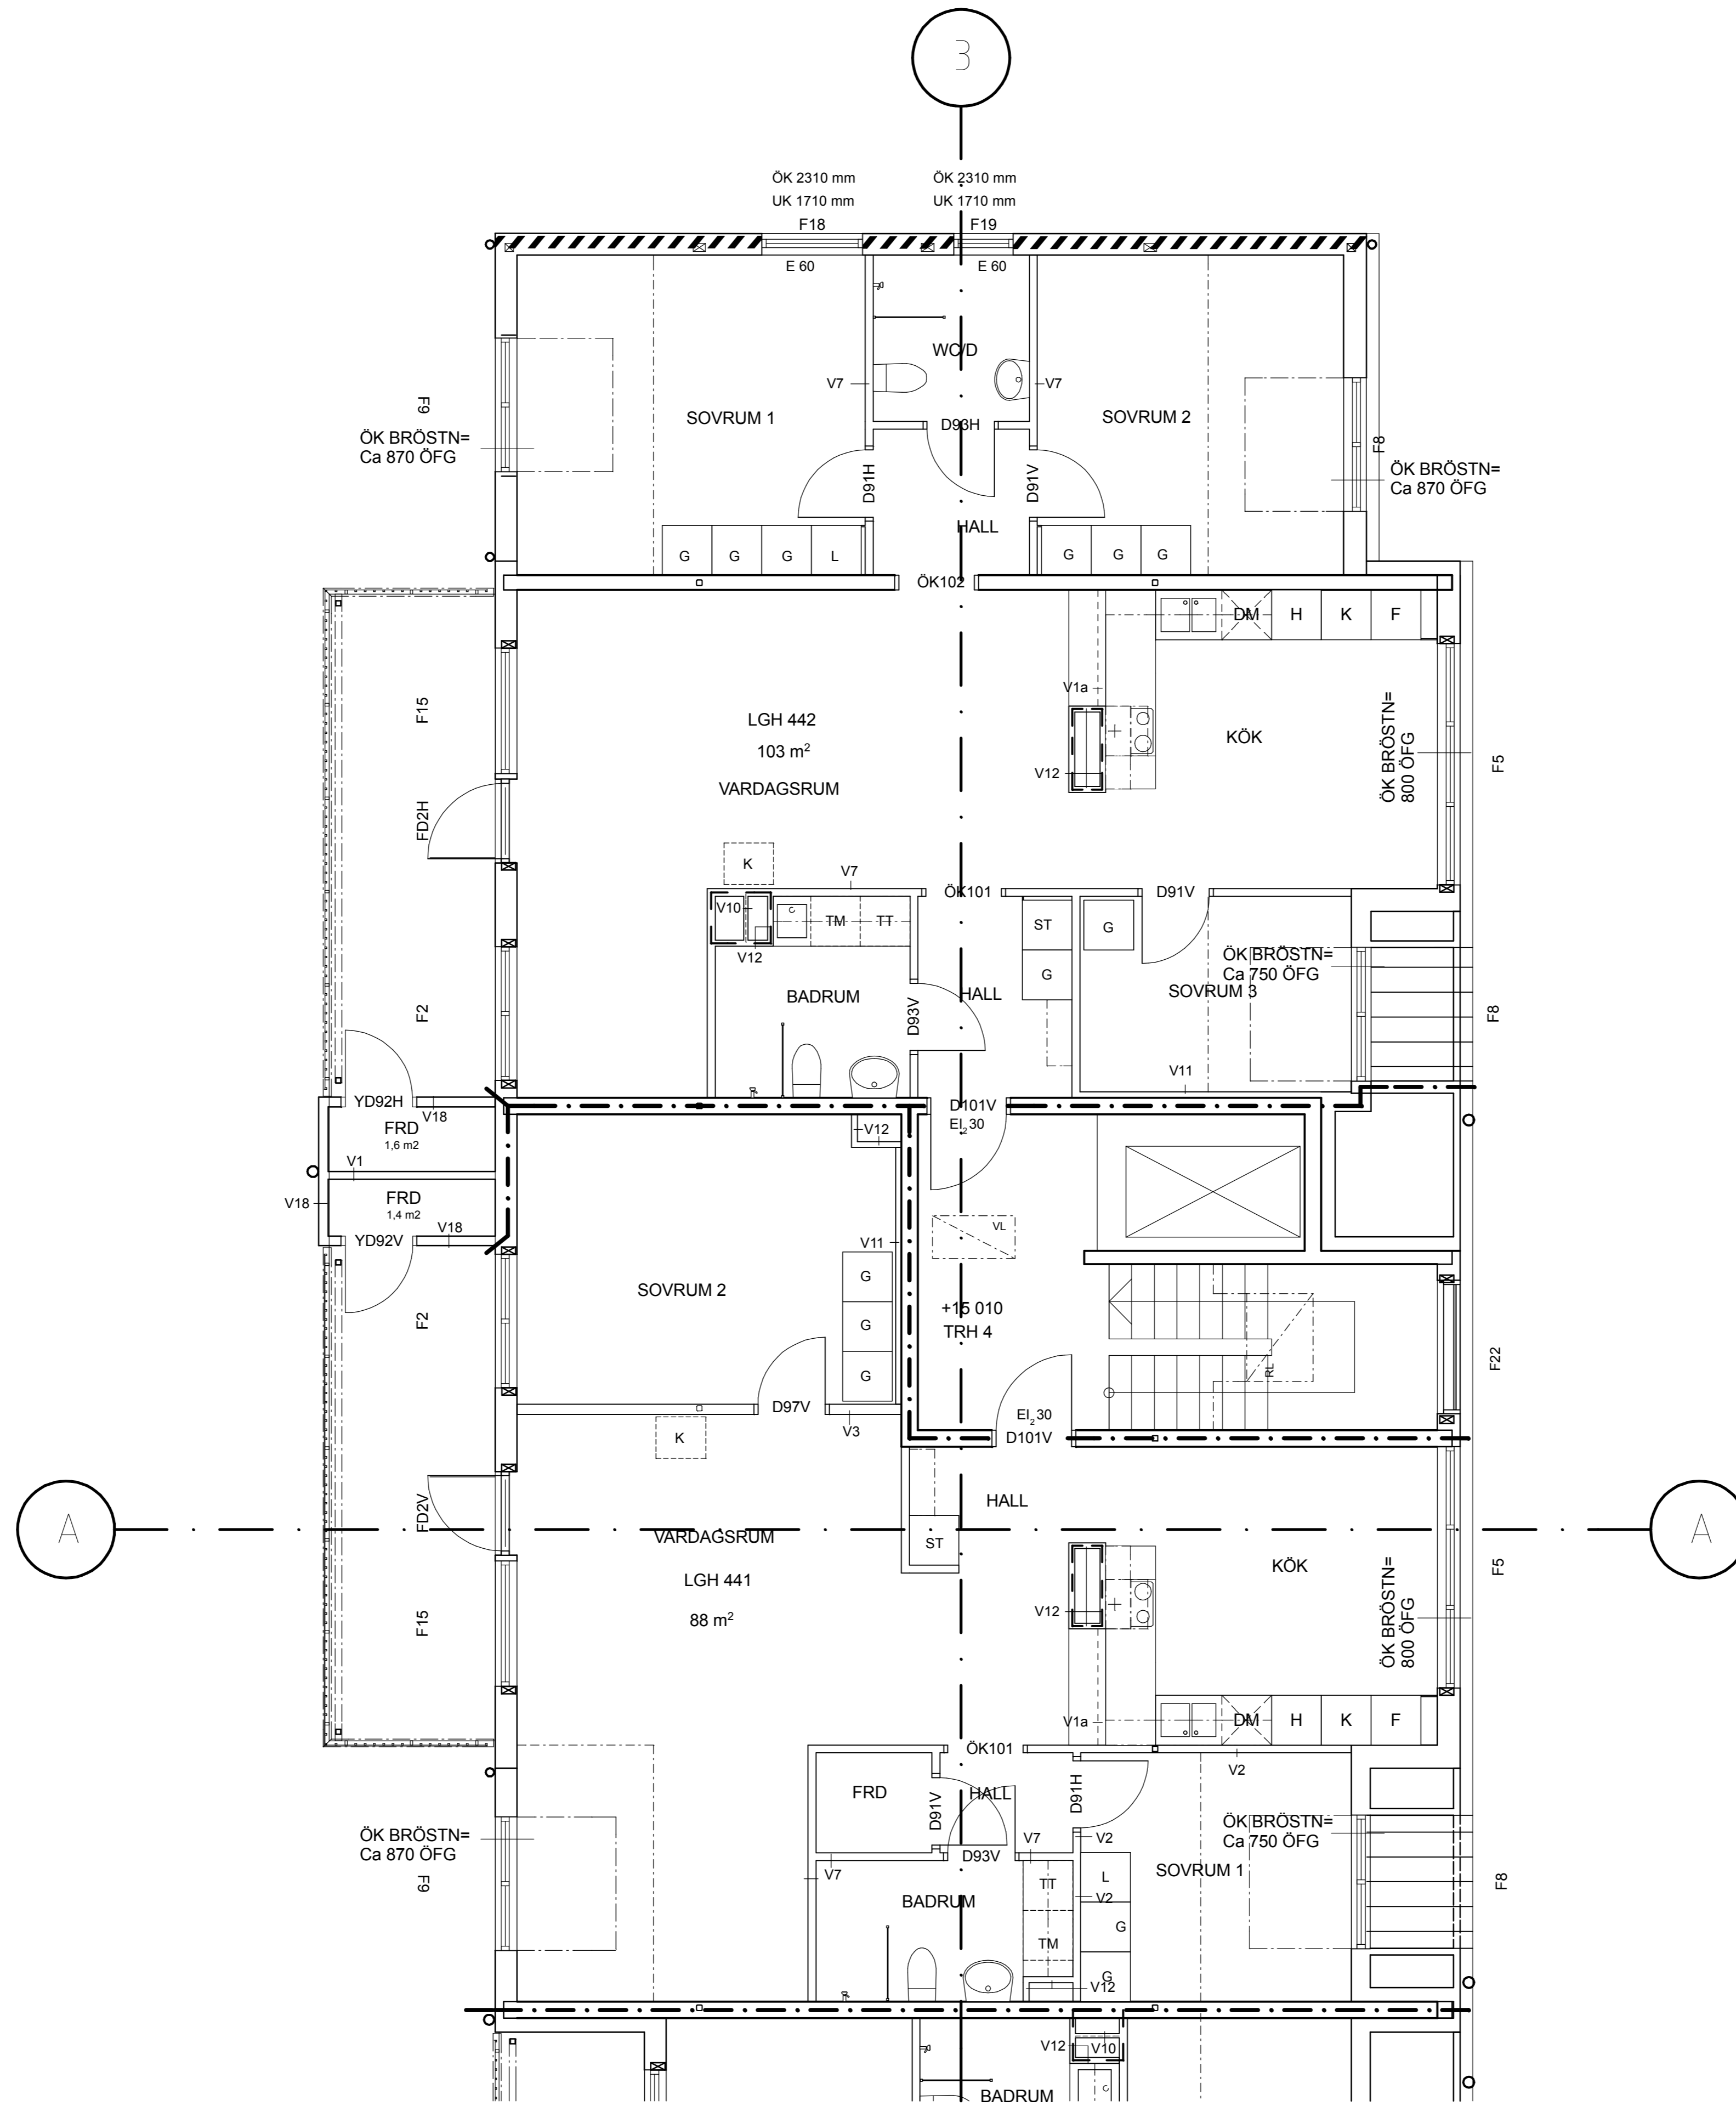 3
ÖK 2310 mm
UK 1710 mm
F18
ÖK 2310 mm
UK 1710 mm
F19
E 60
E 60
WC/D
V7
V7
SOVRUM 1
SOVRUM 2
D93H
F9
ÖK BRÖSTN=
Ca 870 ÖFG
F8
ÖK BRÖSTN=
Ca 870 ÖFG
D91H
D91V
HALL
G
G
G
L
G
G
G
ÖK102
DM
H
K
F
V1a
F15
LGH 442
103 m²
VARDAGSRUM
KÖK
V12
ÖK BRÖSTN=
800 ÖFG
F5
FD2H
K
V7
ÖK101
D91V
V10
TM
TT
ST
G
V12
G
ÖK BRÖSTN=
Ca 750 ÖFG
SOVRUM 3
BADRUM
HALL
D93V
F2
F8
V11
YD92H
V18
FRD
1,6 m2
V1
D101V
EI₂30
V12
V18
FRD
1,4 m2
V18
YD92V
VL
V11
SOVRUM 2
G
G
G
F2
+15 010
TRH 4
RL
F22
D97V
V3
EI₂30
D101V
K
HALL
A
FD2V
VARDAGSRUM
ST
A
LGH 441
88 m²
KÖK
V12
ÖK BRÖSTN=
800 ÖFG
F5
F15
V1a
DM
H
K
F
ÖK101
V2
FRD
D91V
HALL
D91H
ÖK BRÖSTN=
Ca 870 ÖFG
F9
V7
V2
D93V
V7
ÖK BRÖSTN=
Ca 750 ÖFG
SOVRUM 1
F8
TT
L
V2
BADRUM
G
TM
G
V12
V12
V10
BADRUM